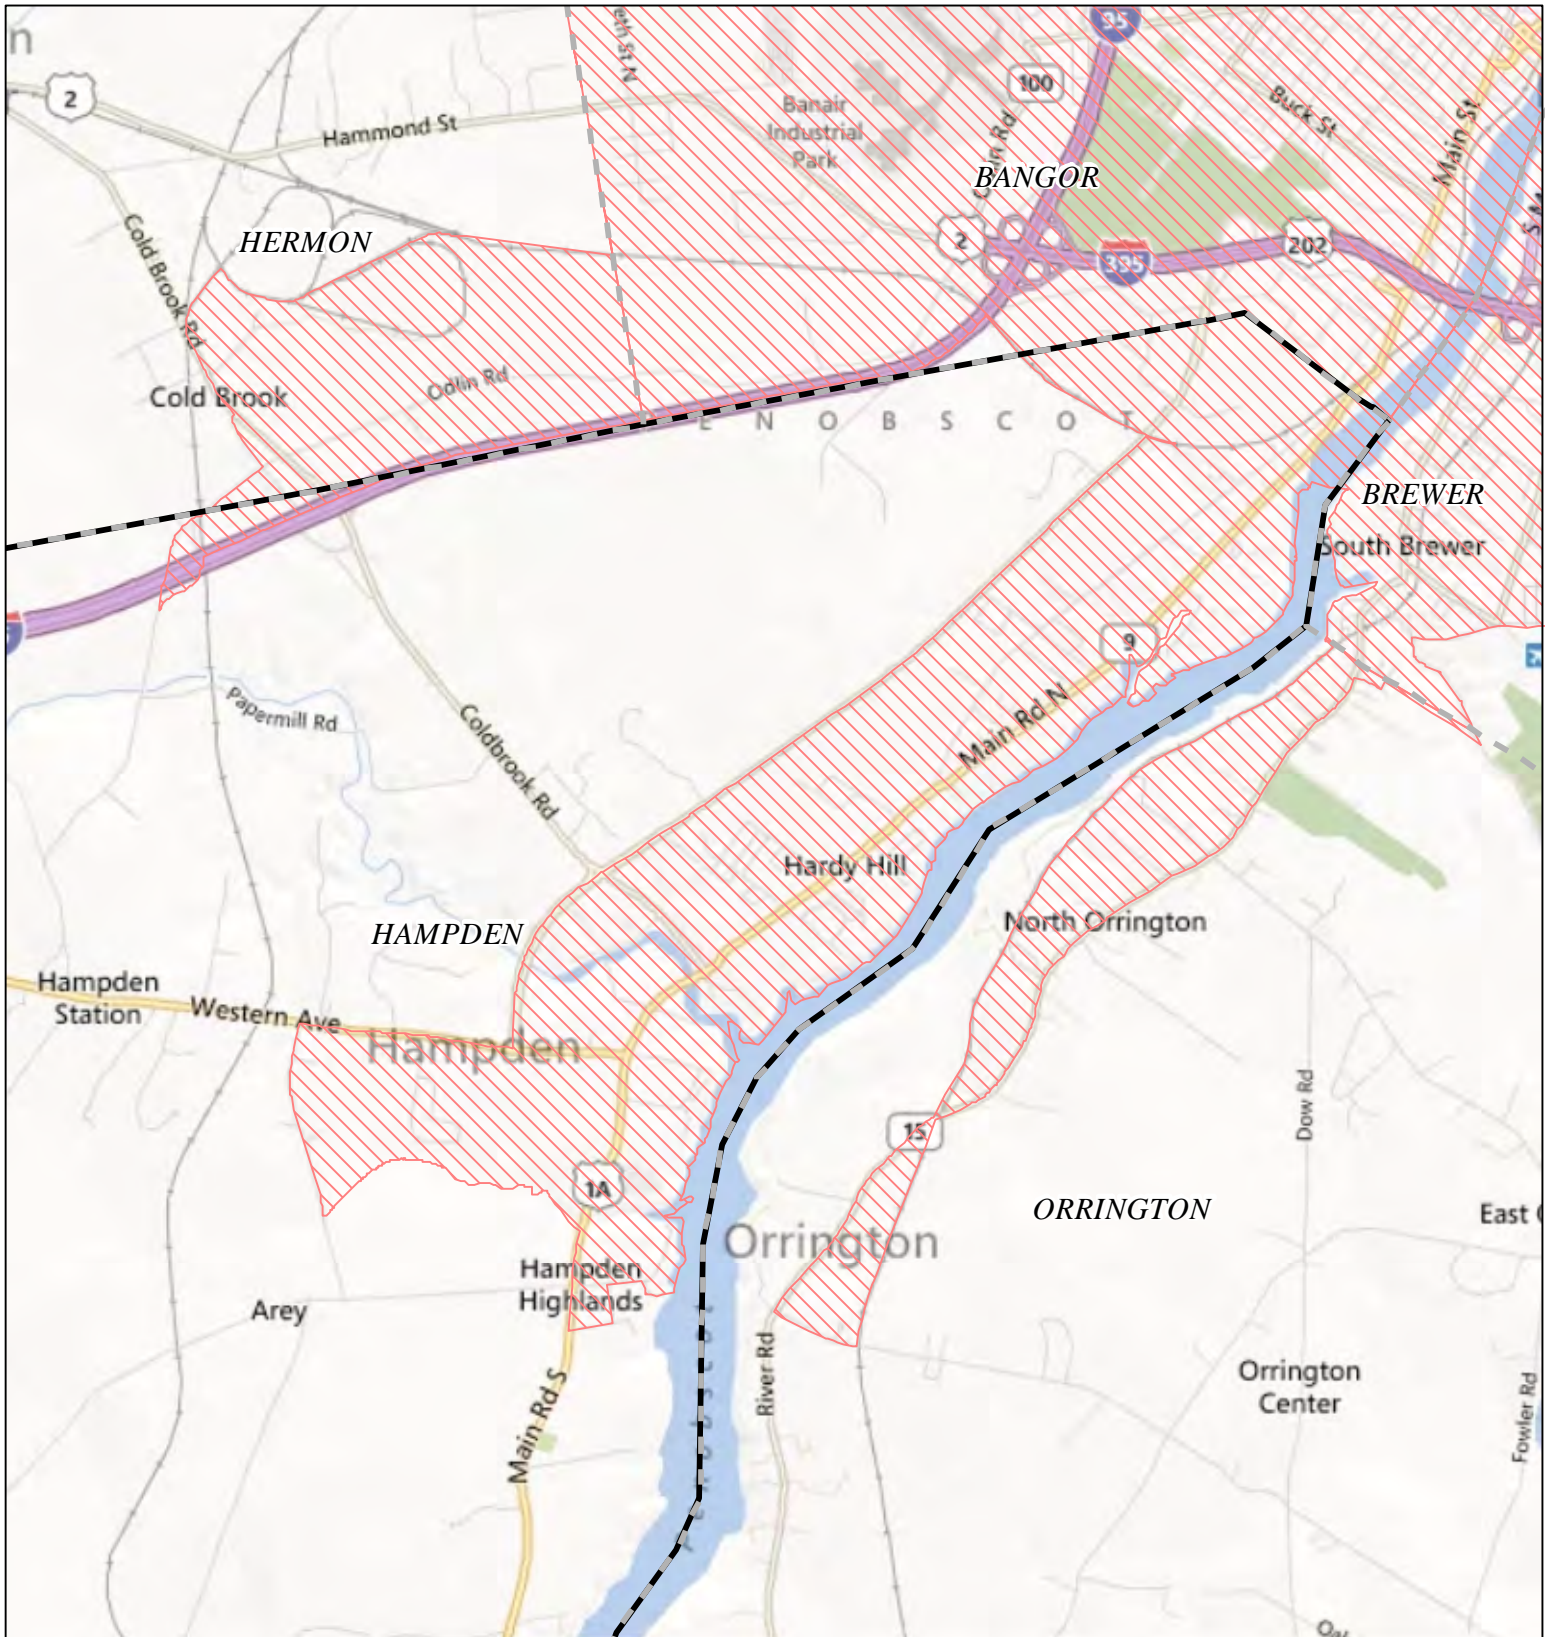 n
2
Hammond St
eth St N
Banair
Industrial
Park
100
95
Buck St
Main St
BANGOR
HERMON
Cold Brook Rd
2
395
202
S M
Odlin Rd
Cold Brook
E N O B S C O T
BREWER
South Brewer
9
Papermill Rd
Coldbrook Rd
Main Rd N
Hardy Hill
HAMPDEN
North Orrington
Hampden
Station
Western Ave
Hampden
15
Dow Rd
1A
ORRINGTON
East
Orrington
Hampden
Highlands
Arey
River Rd
Orrington
Center
Main Rd S
Fowler Rd